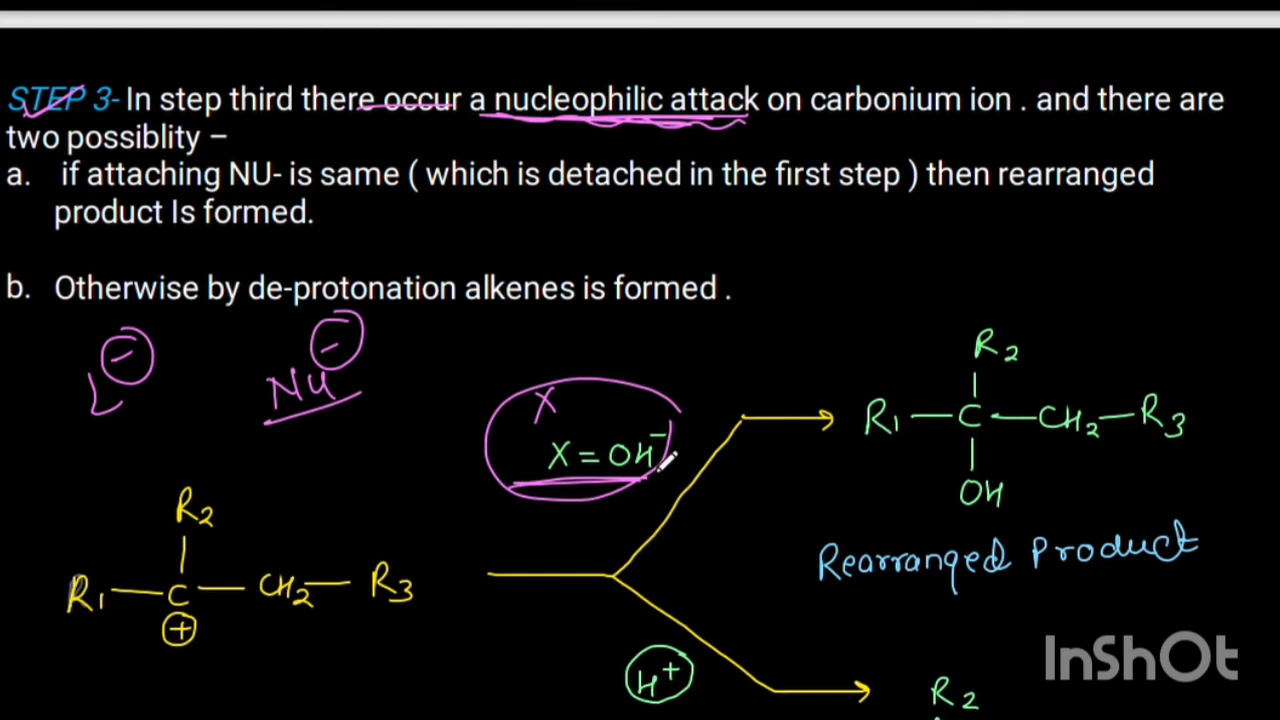 STEP 3- In step third there occur a nucleophilic attack on carbonium ion . and there are
two possiblity –
a. if attaching NU- is same ( which is detached in the first step ) then rearranged
product Is formed.
b. Otherwise by de-protonation alkenes is formed .
L⁻ Nu⁻
X
X = OH⁻
R2
R1 — C — CH2 — R3
OH
Rearranged Product
R2
R1 — C — CH2 — R3
+
H+
R2
InShOt